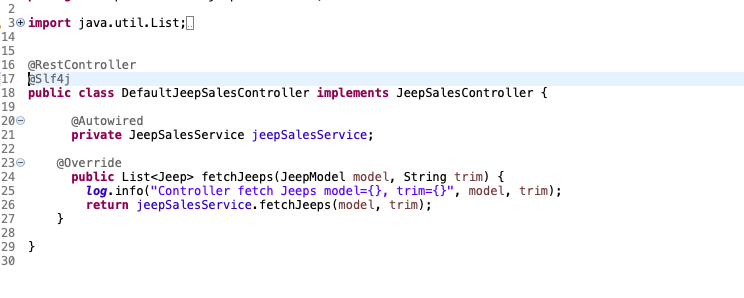 2
3 import java.util.List;
14
15
16 @RestController
17 @Slf4j
18 public class DefaultJeepSalesController implements JeepSalesController {
19
20 @Autowired
21 private JeepSalesService jeepSalesService;
22
23 @Override
24 public List<Jeep> fetchJeeps(JeepModel model, String trim) {
25 log.info("Controller fetch Jeeps model={}, trim={}", model, trim);
26 return jeepSalesService.fetchJeeps(model, trim);
27 }
28
29 }
30